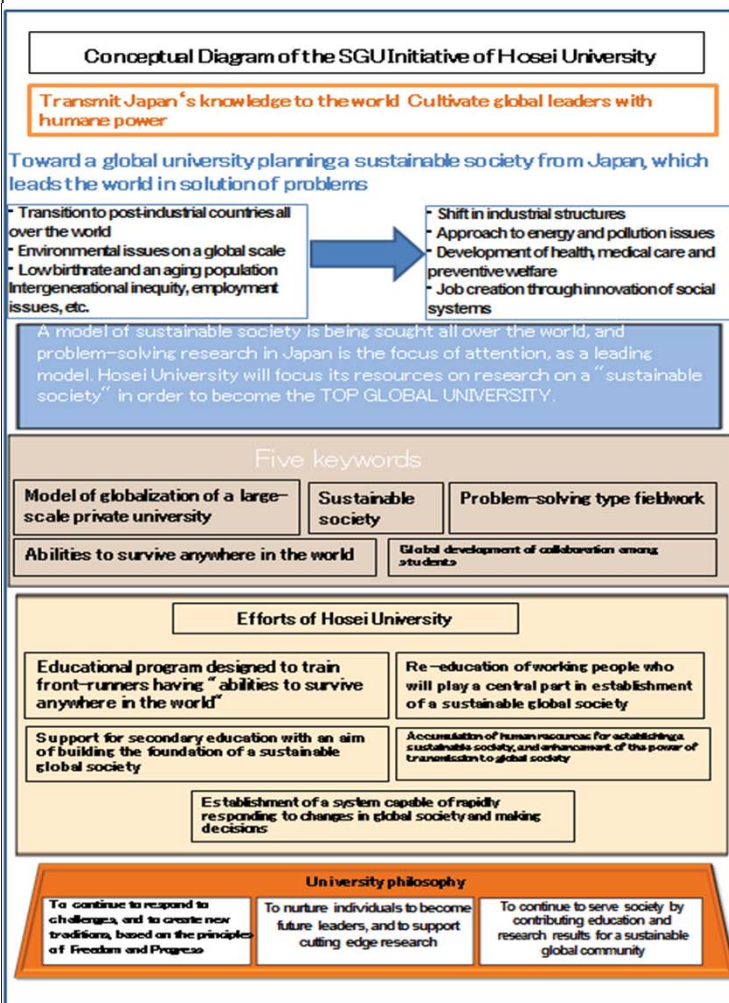 Conceptual Diagram of the SGU Initiative of Hosei University
Transmit Japan‘s knowledge to the world Cultivate global leaders with
humane power
Toward a global university planning a sustainable society from Japan, which
leads the world in solution of problems
・Transition to post-industrial countries all
over the world
・Environmental issues on a global scale
・Low birthrate and an aging population
Intergenerational inequity, employment
issues, etc.
・Shift in industrial structures
・Approach to energy and pollution issues
・Development of health, medical care and
preventive welfare
・Job creation through innovation of social
systems
A model of sustainable society is being sought all over the world, and
problem-solving research in Japan is the focus of attention, as a leading
model. Hosei University will focus its resources on research on a “sustainable
society” in order to become the TOP GLOBAL UNIVERSITY.
Five keywords
Model of globalization of a large-
scale private university
Sustainable
society
Problem-solving type fieldwork
Abilities to survive anywhere in the world
Global development of collaboration among
students
Efforts of Hosei University
Educational program designed to train
front-runners having “abilities to survive
anywhere in the world”
Re-education of working people who
will play a central part in establishment
of a sustainable global society
Support for secondary education with an aim
of building the foundation of a sustainable
global society
Accumulation of human resources for establishing a
sustainable society, and enhancement of the power of
transmission to global society
Establishment of a system capable of rapidly
responding to changes in global society and making
decisions
University philosophy
To continue to respond to
challenges, and to create new
traditions, based on the principles
of Freedom and Progress
To nurture individuals to become
future leaders, and to support
cutting edge research
To continue to serve society by
contributing education and
research results for a sustainable
global community